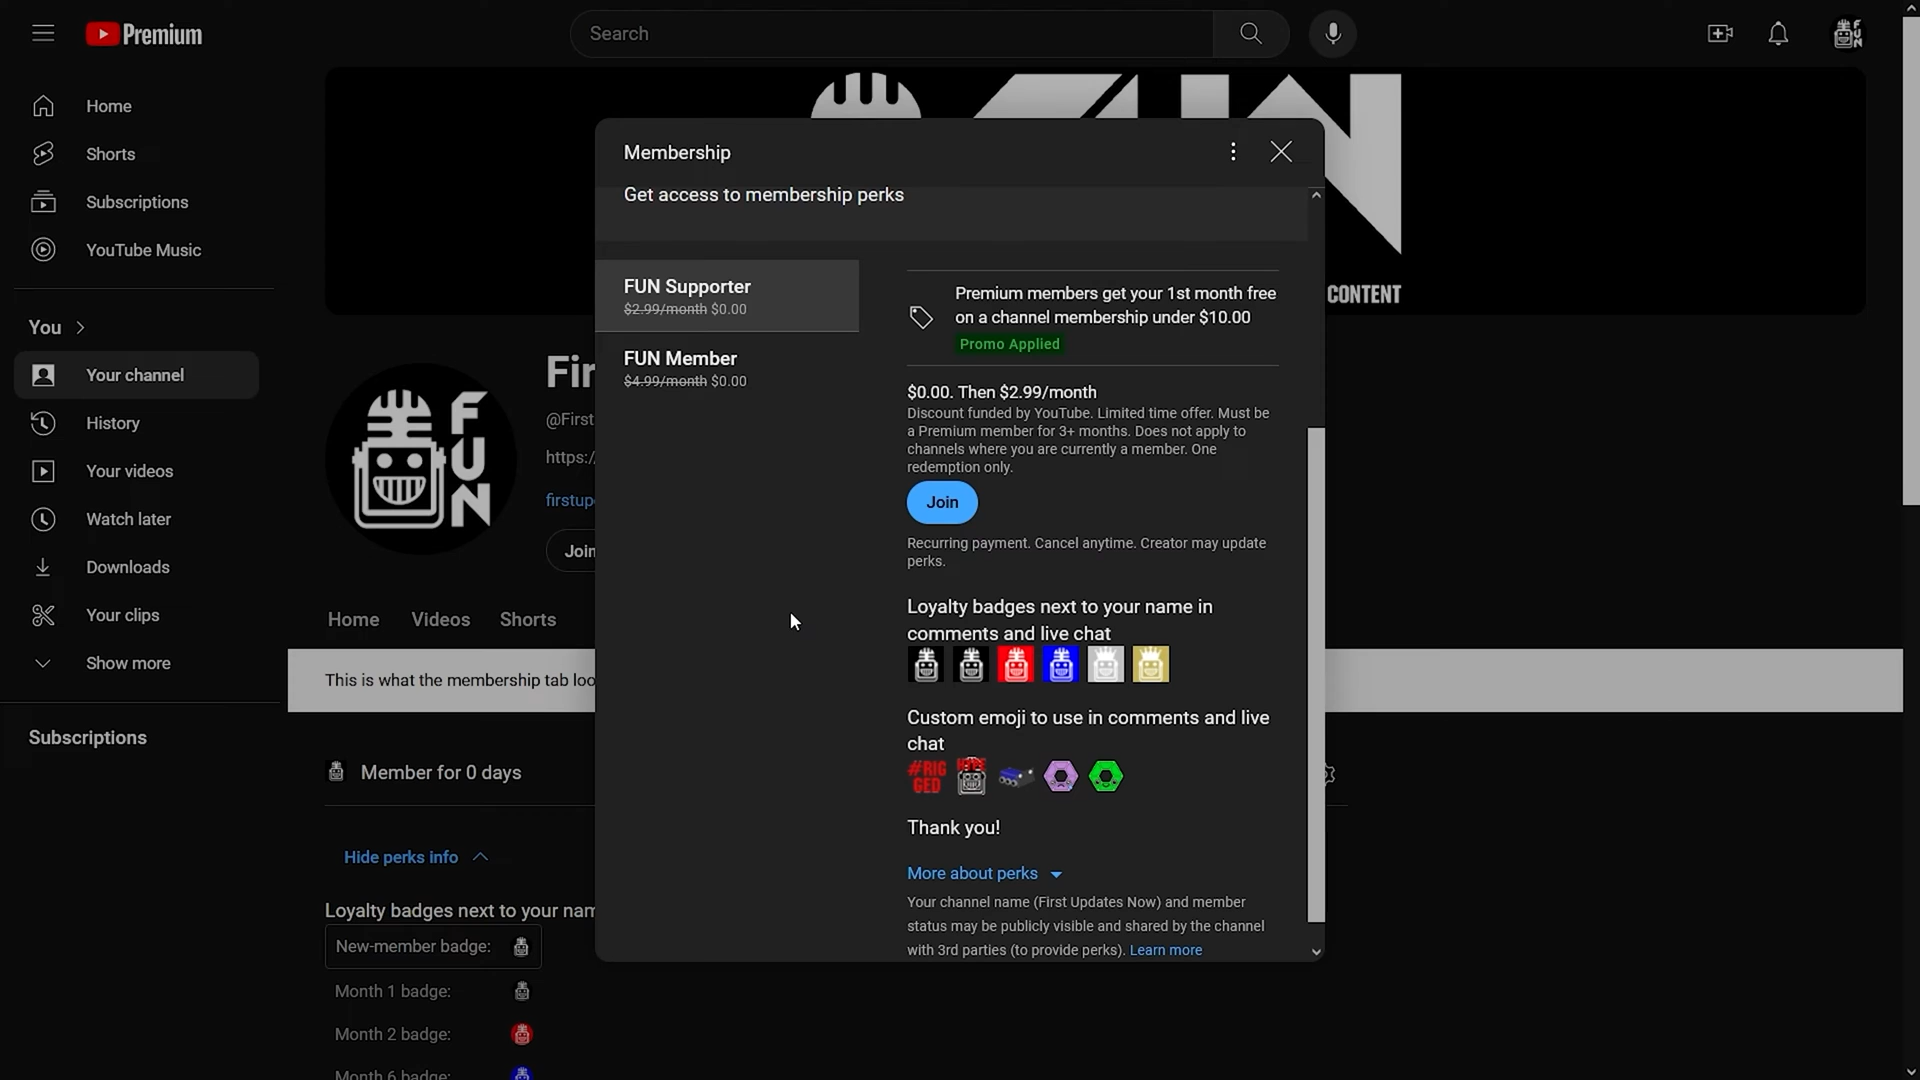 Premium
Search
FUN
Home
Shorts
Subscriptions
YouTube Music
You
Your channel
History
Your videos
Watch later
Downloads
Your clips
Show more
Subscriptions
CONTENT
FUN
Fir
@First
https:/
firstup
Join
Home Videos Shorts
This is what the membership tab loo
Member for 0 days
Hide perks info
Loyalty badges next to your nam
New-member badge:
Month 1 badge:
Month 2 badge:
Month 6 badge:
Membership
Get access to membership perks
FUN Supporter
$2.99/month $0.00
FUN Member
$4.99/month $0.00
Premium members get your 1st month free
on a channel membership under $10.00
Promo Applied
$0.00. Then $2.99/month
Discount funded by YouTube. Limited time offer. Must be
a Premium member for 3+ months. Does not apply to
channels where you are currently a member. One
redemption only.
Join
Recurring payment. Cancel anytime. Creator may update
perks.
Loyalty badges next to your name in
comments and live chat
Custom emoji to use in comments and live
chat
#RIG
GED
HYPE
Thank you!
More about perks
Your channel name (First Updates Now) and member
status may be publicly visible and shared by the channel
with 3rd parties (to provide perks). Learn more